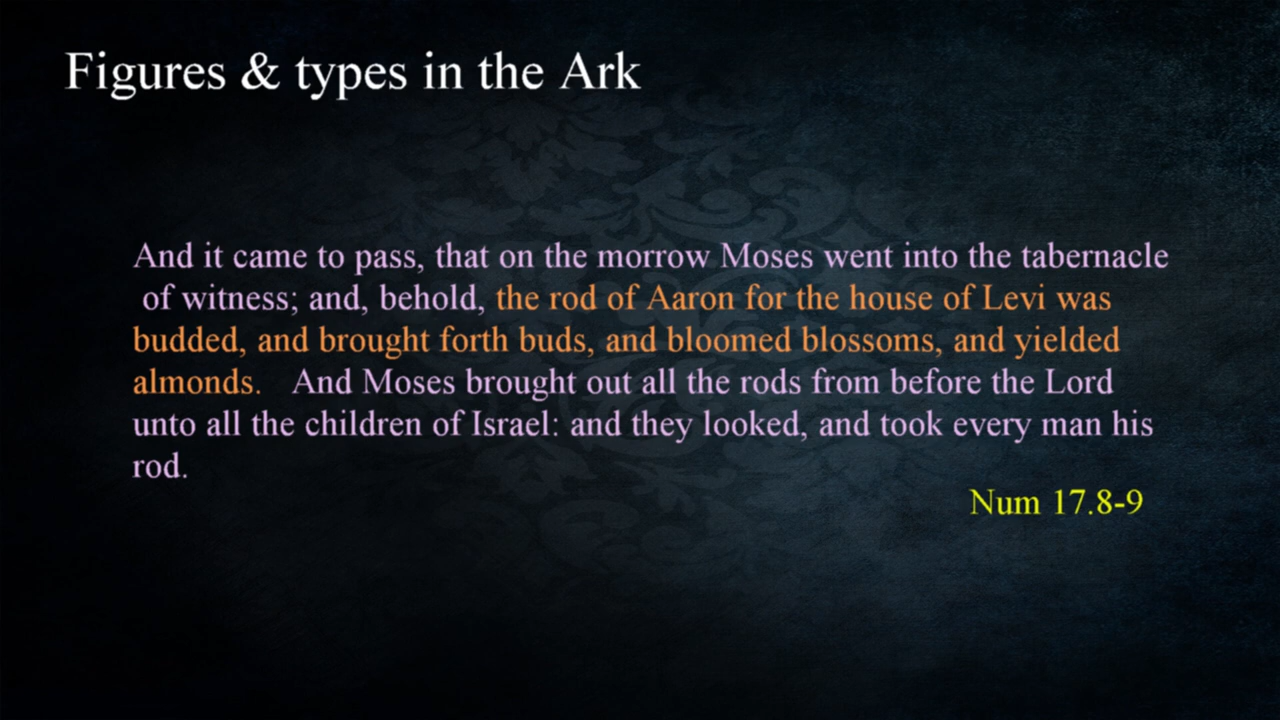 Figures & types in the Ark
And it came to pass, that on the morrow Moses went into the tabernacle
of witness; and, behold, the rod of Aaron for the house of Levi was
budded, and brought forth buds, and bloomed blossoms, and yielded
almonds. And Moses brought out all the rods from before the Lord
unto all the children of Israel: and they looked, and took every man his
rod.
Num 17.8-9